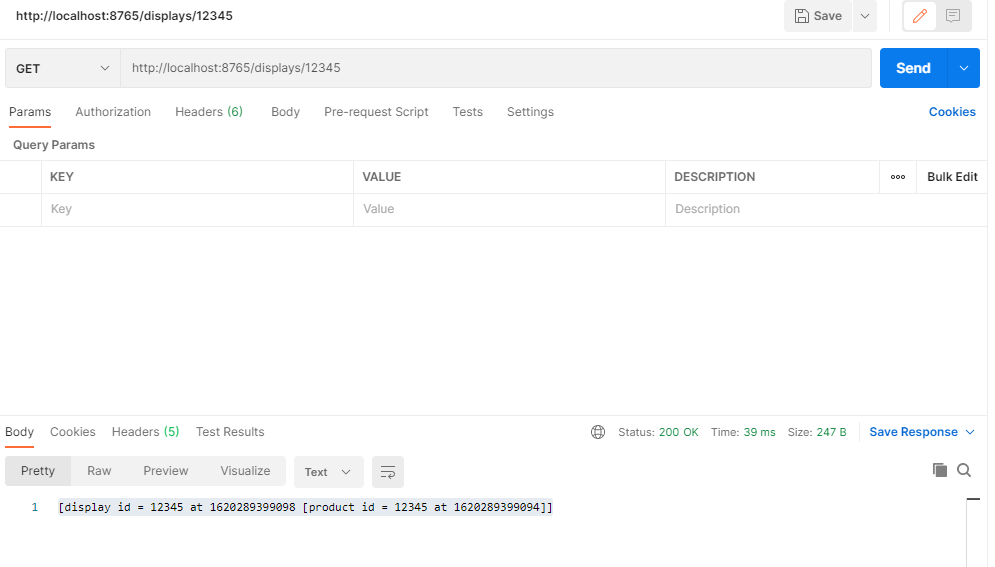 http://localhost:8765/displays/12345 Save
GET http://localhost:8765/displays/12345 Send
Params Authorization Headers (6) Body Pre-request Script Tests Settings Cookies
Query Params
KEY VALUE DESCRIPTION Bulk Edit
Key Value Description
Body Cookies Headers (5) Test Results Status: 200 OK Time: 39 ms Size: 247 B Save Response
Pretty Raw Preview Visualize Text
1 [display id = 12345 at 1620289399098 [product id = 12345 at 1620289399094]]